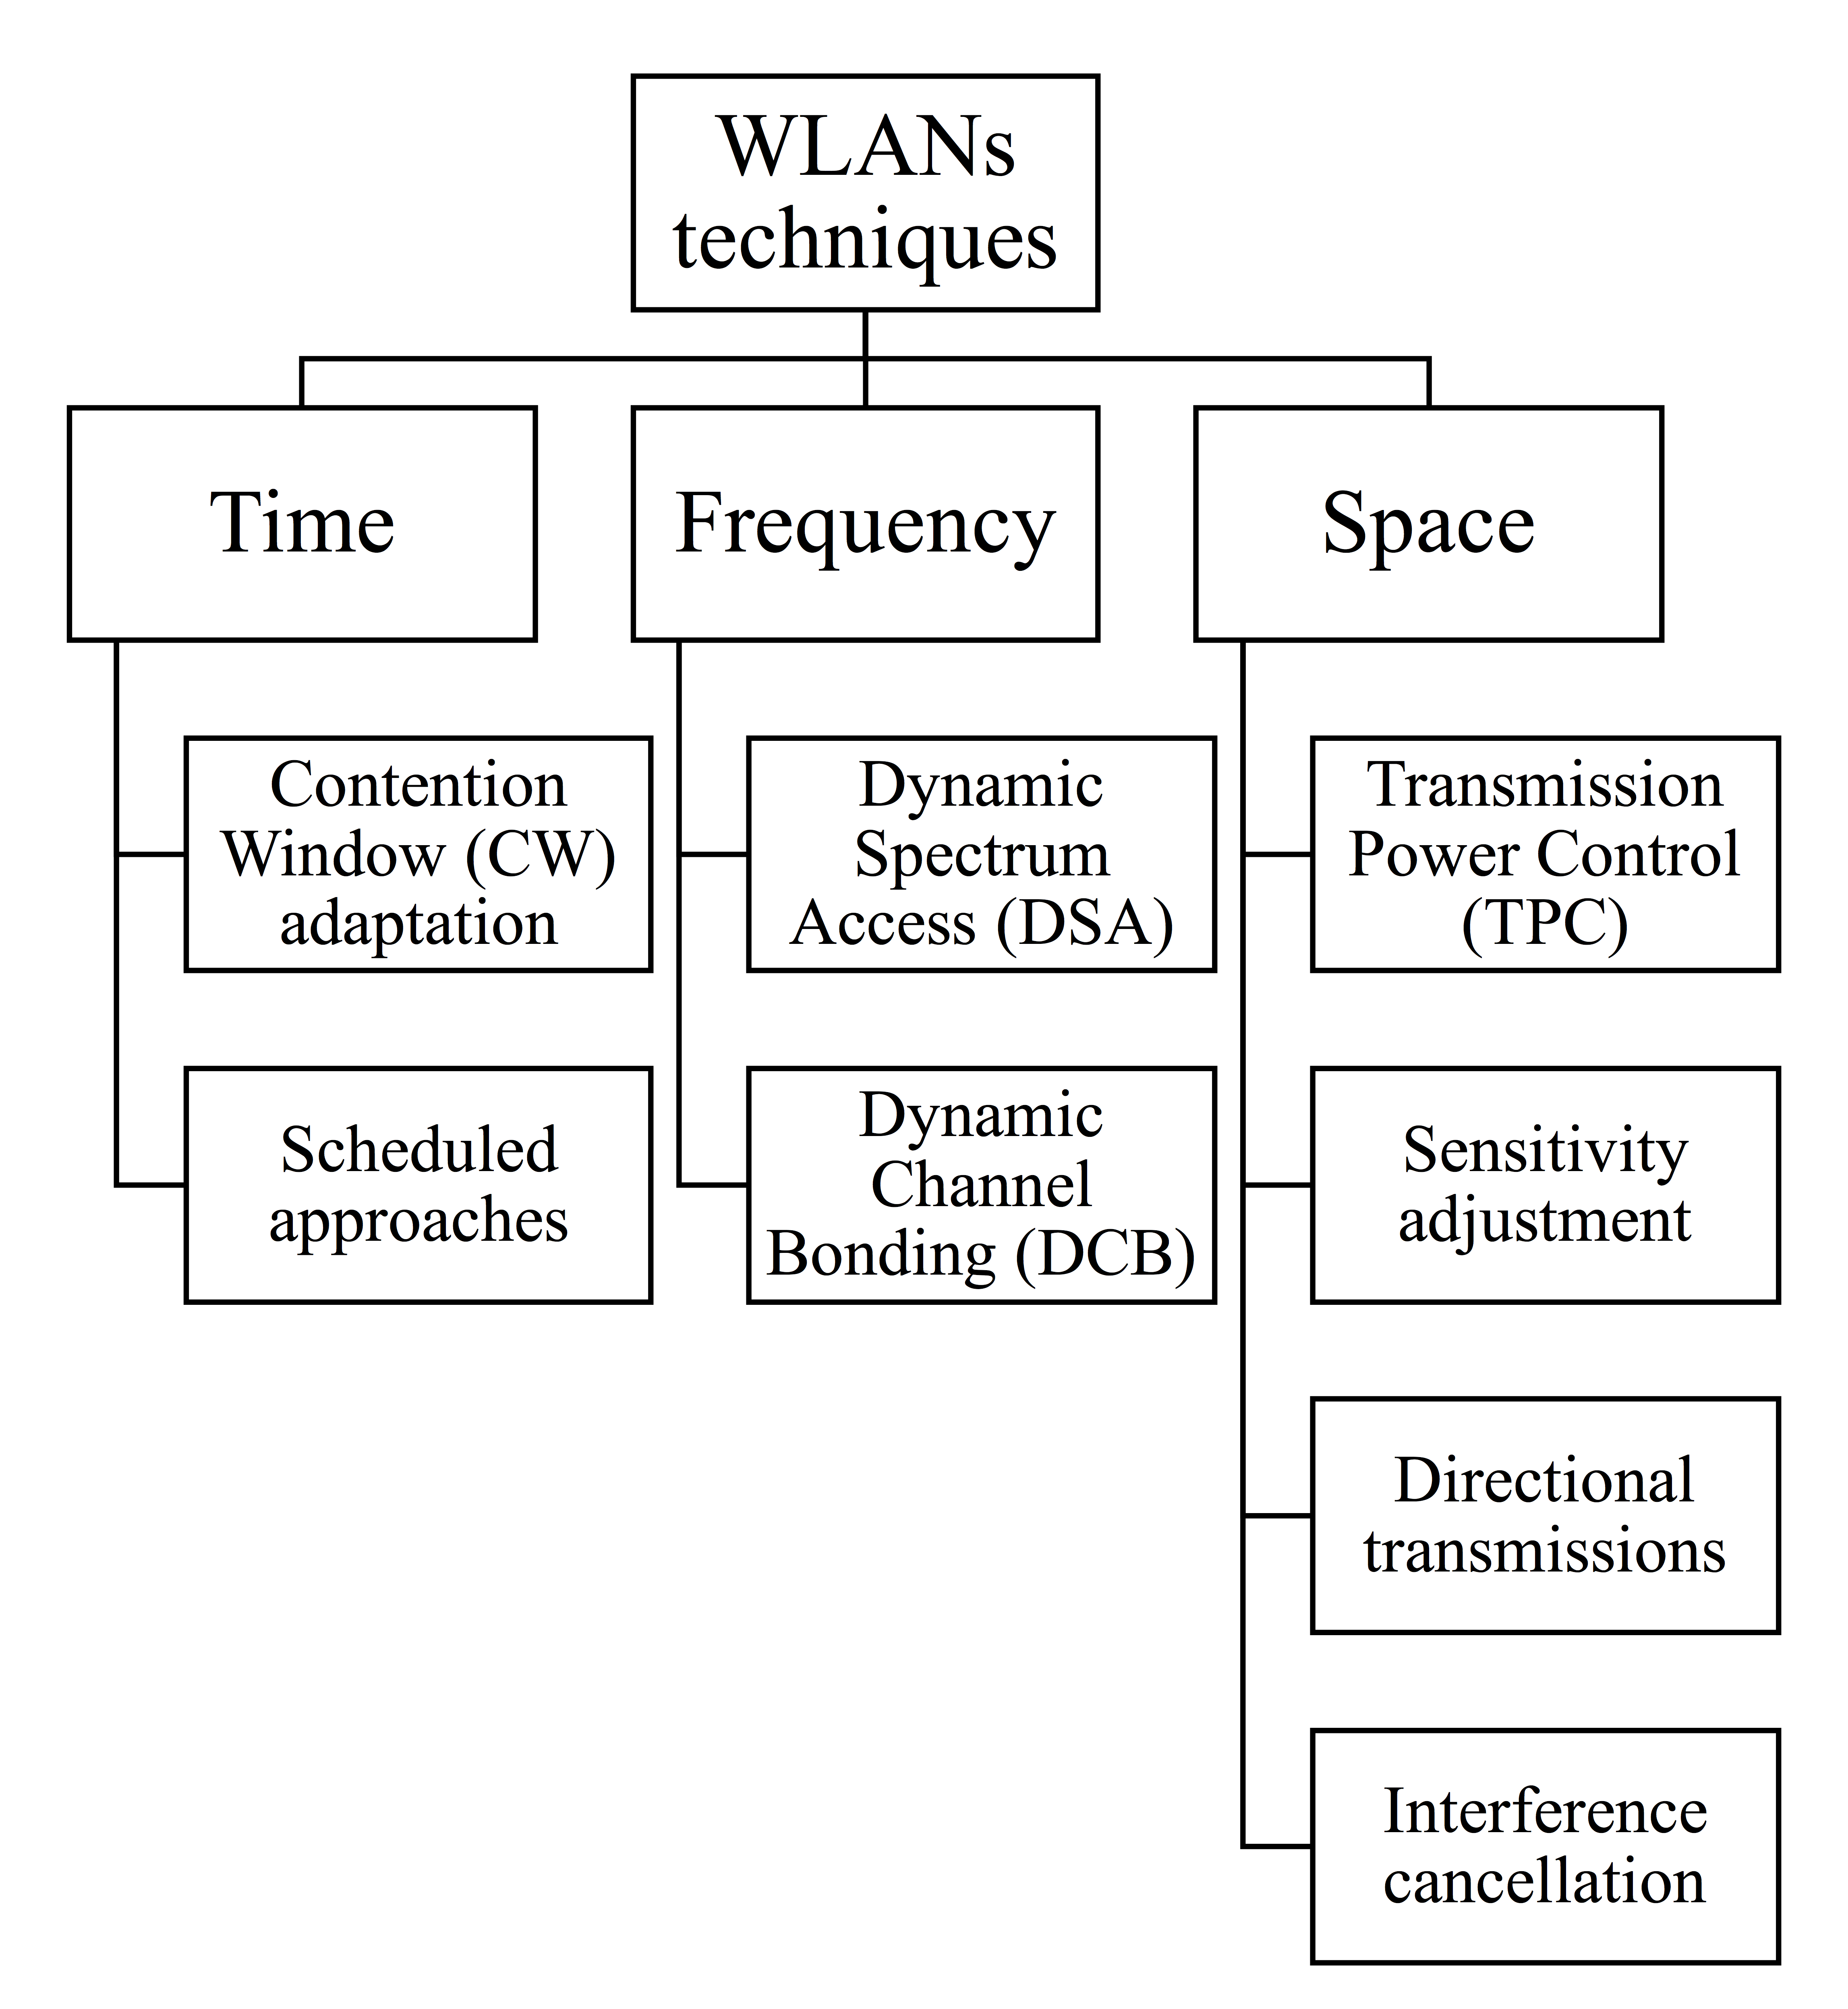 WLANs
techniques
Time
Frequency
Space
Contention
Window (CW)
adaptation
Scheduled
approaches
Dynamic
Spectrum
Access (DSA)
Dynamic
Channel
Bonding (DCB)
Transmission
Power Control
(TPC)
Sensitivity
adjustment
Directional
transmissions
Interference
cancellation